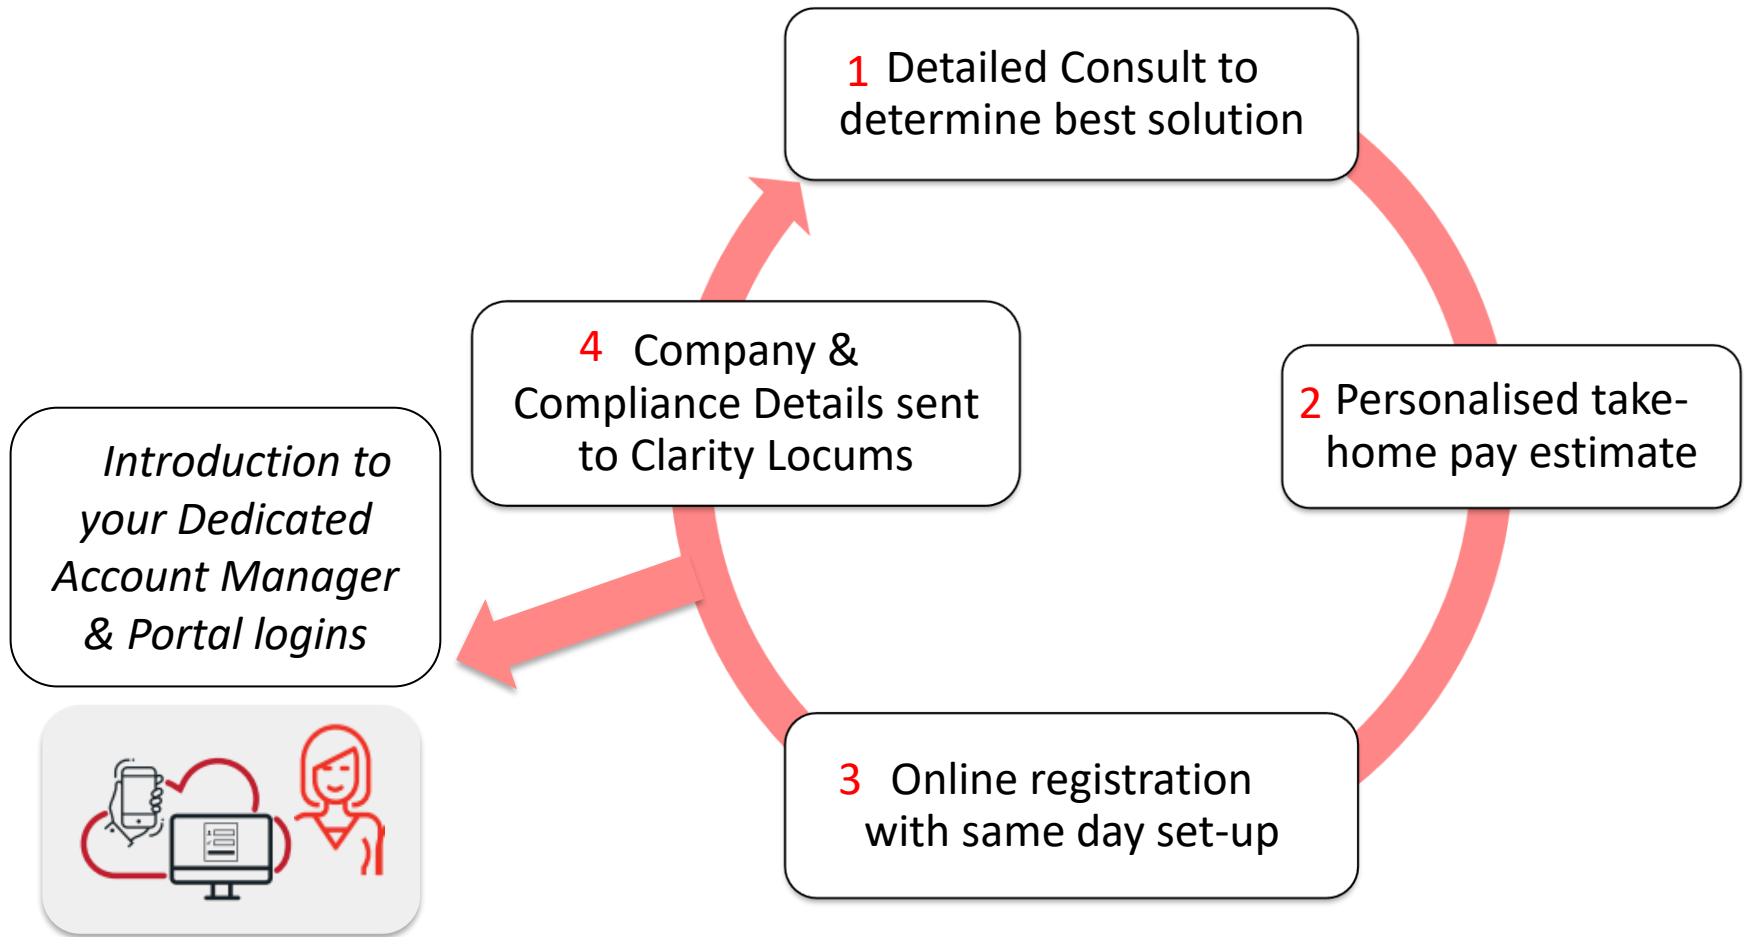 1 Detailed Consult to
determine best solution
2 Personalised take-
home pay estimate
3 Online registration
with same day set-up
4 Company &
Compliance Details sent
to Clarity Locums
Introduction to
your Dedicated
Account Manager
& Portal logins